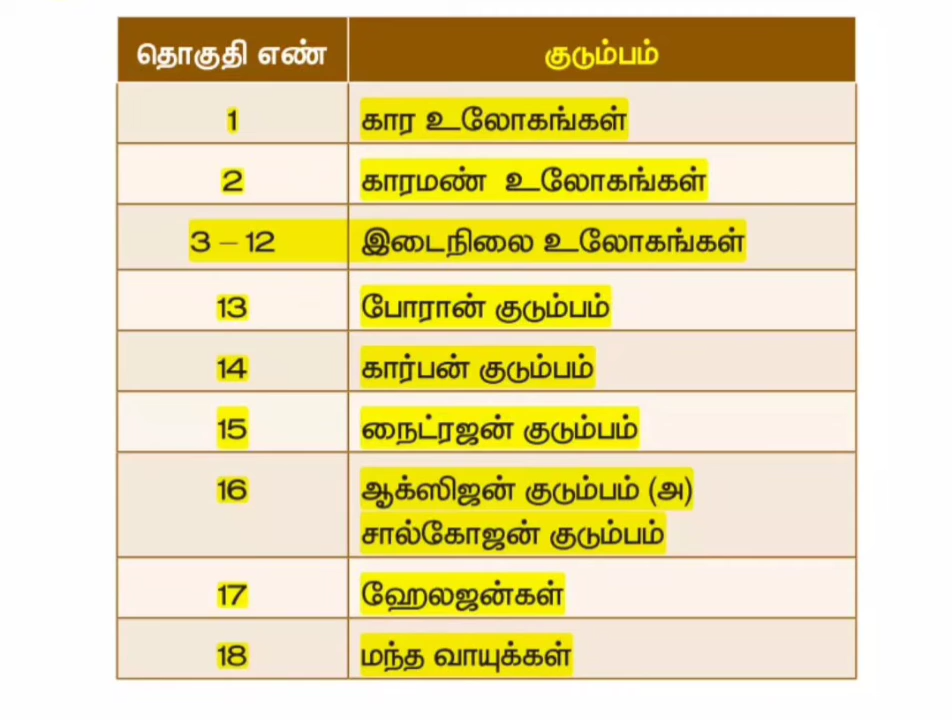 தொகுதி எண் குடும்பம்
1 கார உலோகங்கள்
2 காரமண் உலோகங்கள்
3 – 12 இடைநிலை உலோகங்கள்
13 போரான் குடும்பம்
14 கார்பன் குடும்பம்
15 நைட்ரஜன் குடும்பம்
16 ஆக்ஸிஜன் குடும்பம் (அ)
சால்கோஜன் குடும்பம்
17 ஹேலஜன்கள்
18 மந்த வாயுக்கள்